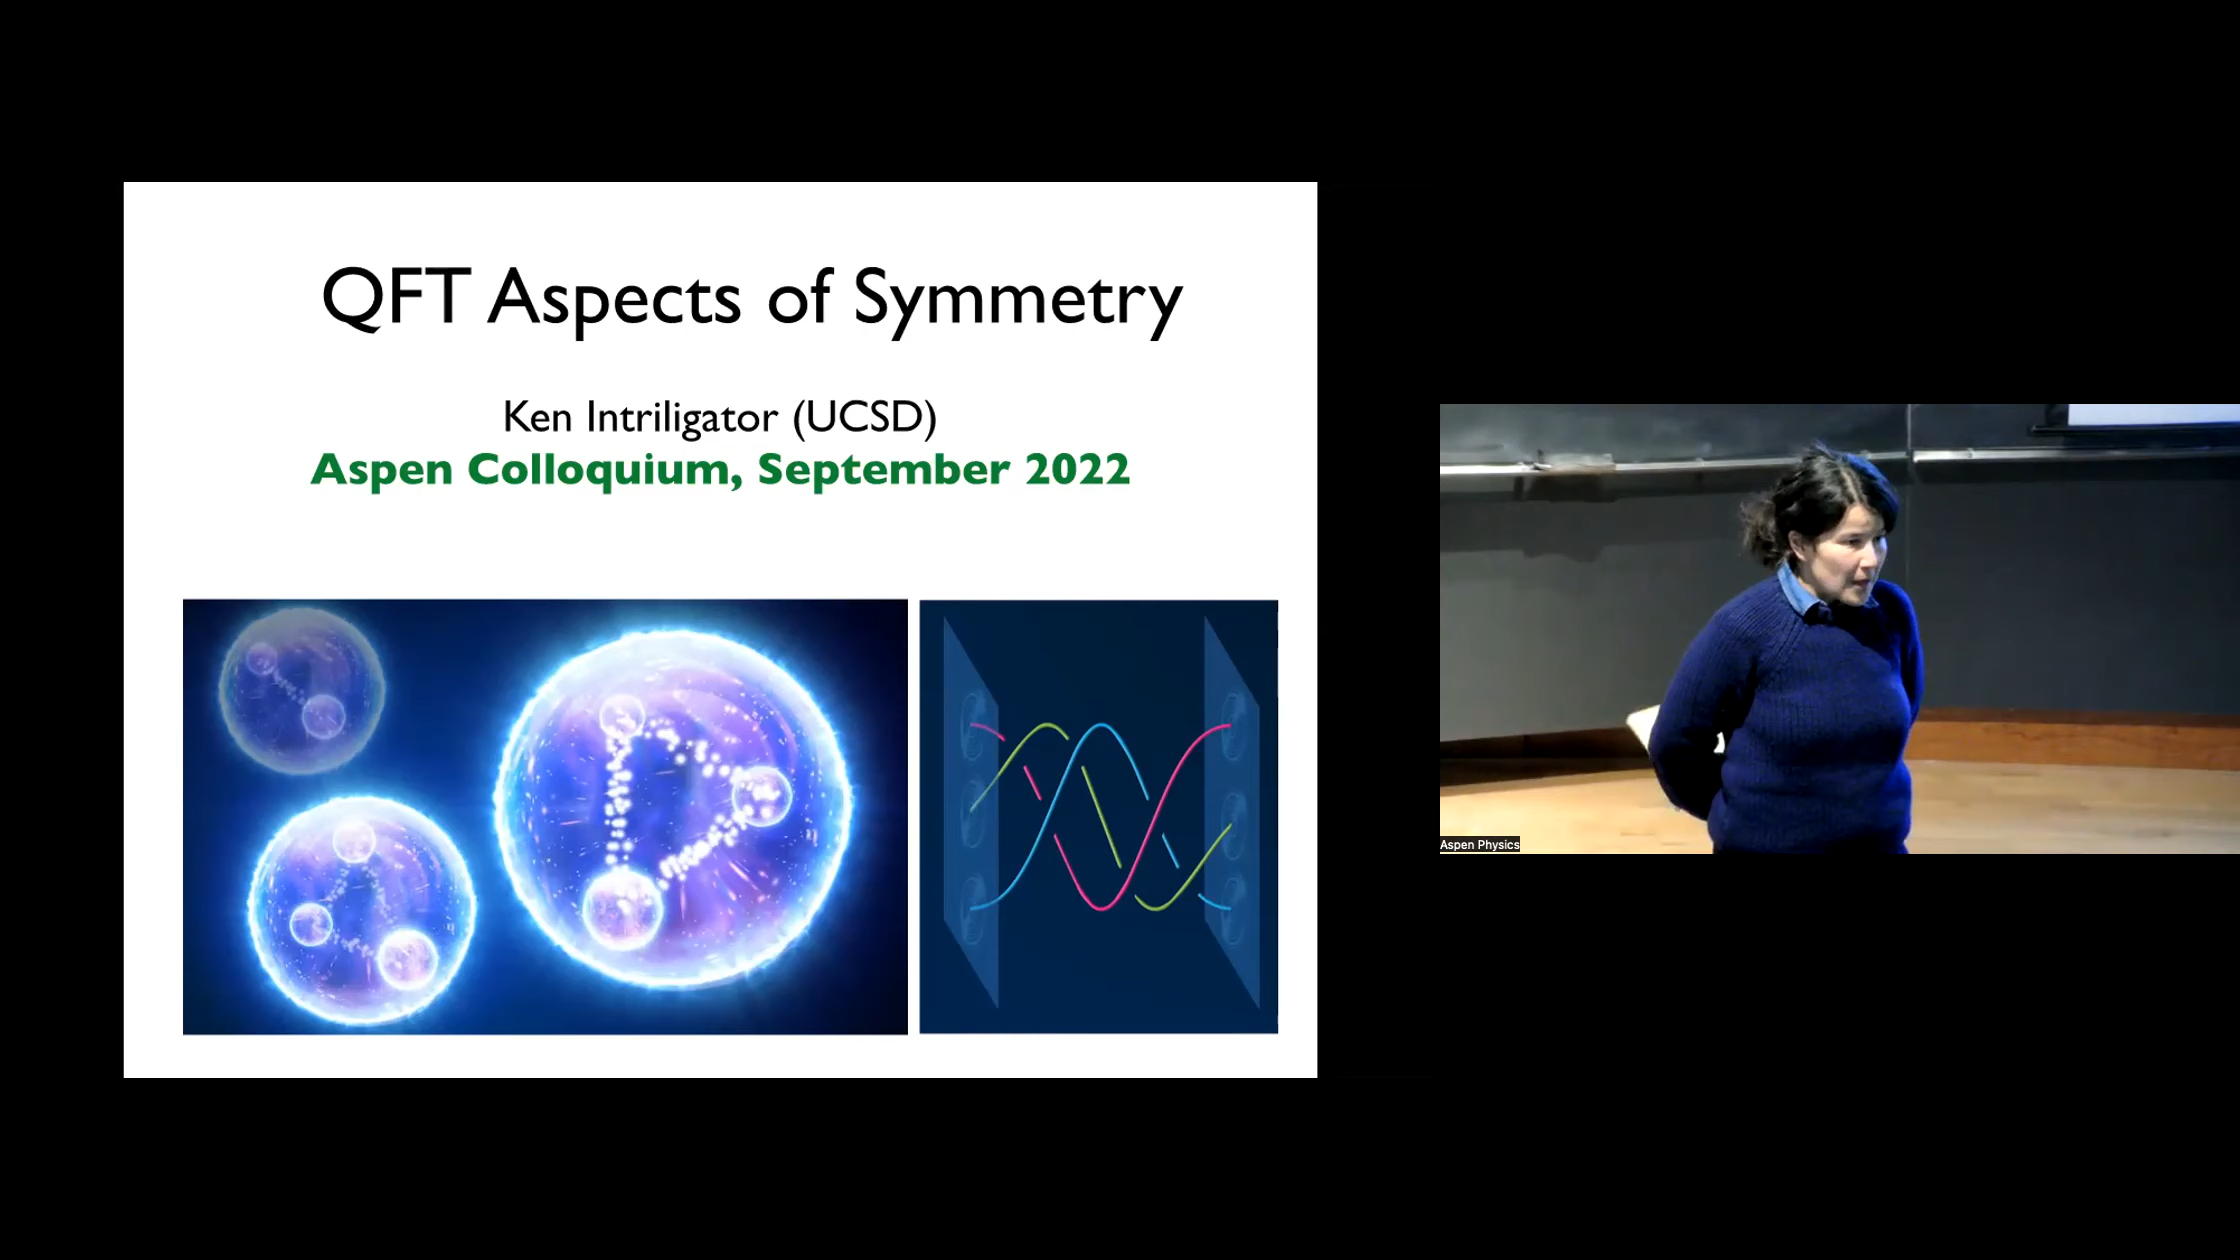 QFT Aspects of Symmetry
Ken Intriligator (UCSD)
Aspen Colloquium, September 2022
Aspen Physics